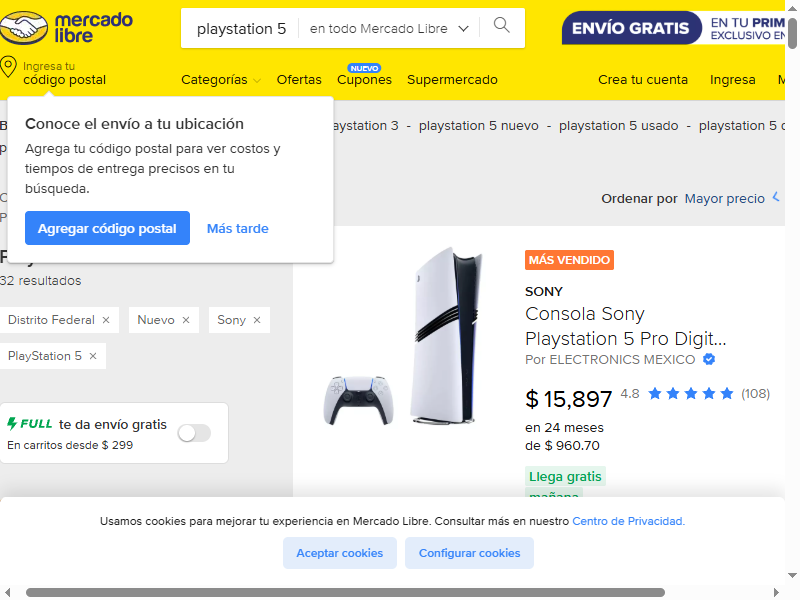 mercado
libre
playstation 5
en todo Mercado Libre
ENVÍO GRATIS
EN TU PRIM
EXCLUSIVO EN
Ingresa tu
código postal
Categorías
Ofertas
NUEVO
Cupones
Supermercado
Crea tu cuenta
Ingresa
Conoce el envío a tu ubicación
Agrega tu código postal para ver costos y
tiempos de entrega precisos en tu
búsqueda.
Agregar código postal
Más tarde
aystation 3 - playstation 5 nuevo - playstation 5 usado - playstation 5
Ordenar por Mayor precio
32 resultados
Distrito Federal ×
Nuevo ×
Sony ×
PlayStation 5 ×
FULL te da envío gratis
En carritos desde $ 299
MÁS VENDIDO
SONY
Consola Sony
Playstation 5 Pro Digit...
Por ELECTRONICS MEXICO
$ 15,897
4.8
(108)
en 24 meses
de $ 960.70
Llega gratis
mañana
Usamos cookies para mejorar tu experiencia en Mercado Libre. Consultar más en nuestro Centro de Privacidad.
Aceptar cookies
Configurar cookies